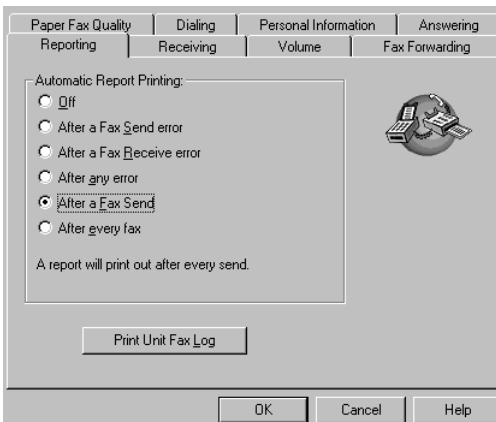 Paper Fax Quality Dialing Personal Information Answering
Reporting Receiving Volume Fax Forwarding
Automatic Report Printing:
Off
After a Fax Send error
After a Fax Receive error
After any error
After a Fax Send
After every fax
A report will print out after every send.
Print Unit Fax Log
OK Cancel Help